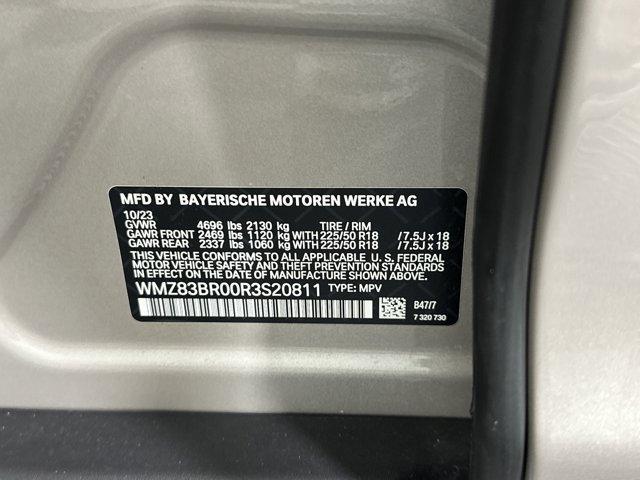 MFD BY BAYERISCHE MOTOREN WERKE AG
10/23
GVWR 4696 lbs 2130 kg TIRE / RIM
GAWR FRONT 2469 lbs 1120 kg WITH 225/50 R18 /7.5J x 18
GAWR REAR 2337 lbs 1060 kg WITH 225/50 R18 /7.5J x 18
THIS VEHICLE CONFORMS TO ALL APPLICABLE U. S. FEDERAL
MOTOR VEHICLE SAFETY, BUMPER, AND THEFT PREVENTION
STANDARDS IN EFFECT ON THE DATE OF MANUFACTURE SHOWN ABOVE.
WMZ83BR00R3S20811 TYPE: MPV
B47/7
7 320 730